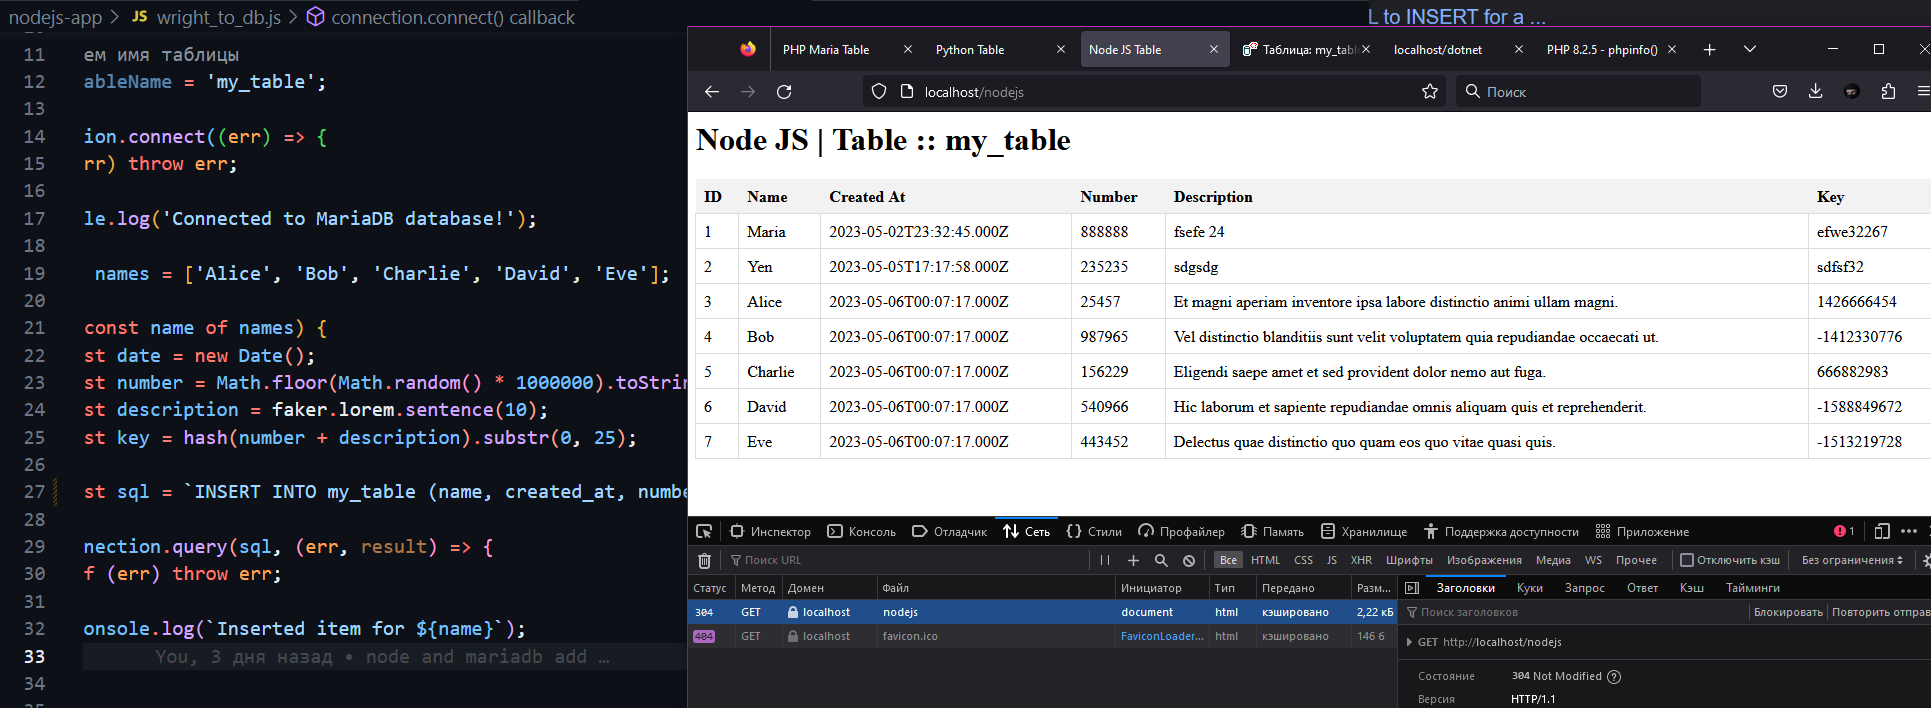 nodejs-app > JS wright_to_db.js > connection.connect() callback
11 ем имя таблицы
12 ableName = 'my_table';
13
14 ion.connect((err) => {
15 rr) throw err;
16
17 le.log('Connected to MariaDB database!');
18
19 names = ['Alice', 'Bob', 'Charlie', 'David', 'Eve'];
20
21 const name of names) {
22 st date = new Date();
23 st number = Math.floor(Math.random() * 1000000).toStrin
24 st description = faker.lorem.sentence(10);
25 st key = hash(number + description).substr(0, 25);
26
27 st sql = `INSERT INTO my_table (name, created_at, numbe
28
29 nection.query(sql, (err, result) => {
30 f (err) throw err;
31
32 onsole.log(`Inserted item for ${name}`);
33 You, 3 дня назад • node and mariadb add …
34
L to INSERT for a ...
PHP Maria Table
Python Table
Node JS Table
Таблица: my_tabl
localhost/dotnet
PHP 8.2.5 - phpinfo()
localhost/nodejs
Поиск
Node JS | Table :: my_table
ID Name Created At Number Description Key
1 Maria 2023-05-02T23:32:45.000Z 888888 fsefe 24 efwe32267
2 Yen 2023-05-05T17:17:58.000Z 235235 sdgsdg sdfsf32
3 Alice 2023-05-06T00:07:17.000Z 25457 Et magni aperiam inventore ipsa labore distinctio animi ullam magni. 1426666454
4 Bob 2023-05-06T00:07:17.000Z 987965 Vel distinctio blanditiis sunt velit voluptatem quia repudiandae occaecati ut. -1412330776
5 Charlie 2023-05-06T00:07:17.000Z 156229 Eligendi saepe amet et sed provident dolor nemo aut fuga. 666882983
6 David 2023-05-06T00:07:17.000Z 540966 Hic laborum et sapiente repudiandae omnis aliquam quis et reprehenderit. -1588849672
7 Eve 2023-05-06T00:07:17.000Z 443452 Delectus quae distinctio quo quam eos quo vitae quasi quis. -1513219728
Инспектор Консоль Отладчик Сеть Стили Профайлер Память Хранилище Поддержка доступности Приложение 1
Поиск URL Все HTML CSS JS XHR Шрифты Изображения Медиа WS Прочее Отключить кэш Без ограничения
Статус Метод Домен Файл Инициатор Тип Передано Разм...
304 GET localhost nodejs document html кэшировано 2,22 кБ
404 GET localhost favicon.ico FaviconLoader... html кэшировано 146 б
Заголовки Куки Запрос Ответ Кэш Тайминги
Поиск заголовков Блокировать Повторить отправ
GET http://localhost/nodejs
Состояние 304 Not Modified
Версия HTTP/1.1